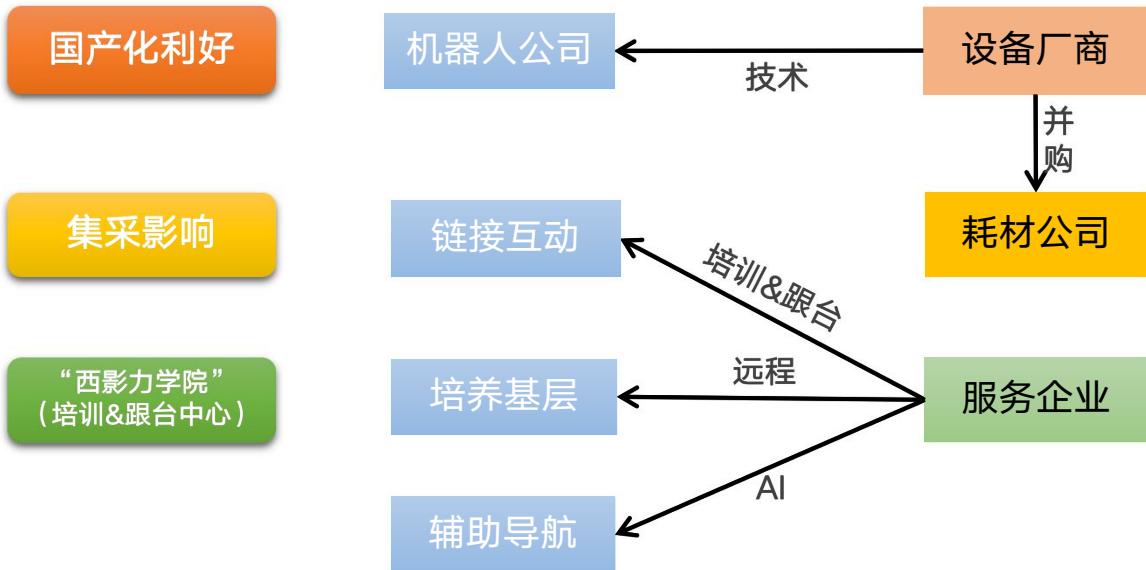 国产化利好
机器人公司
技术
设备厂商
并
购
集采影响
链接互动
培训&跟台
耗材公司
“西影力学院”
（培训&跟台中心）
培养基层
远程
服务企业
AI
辅助导航